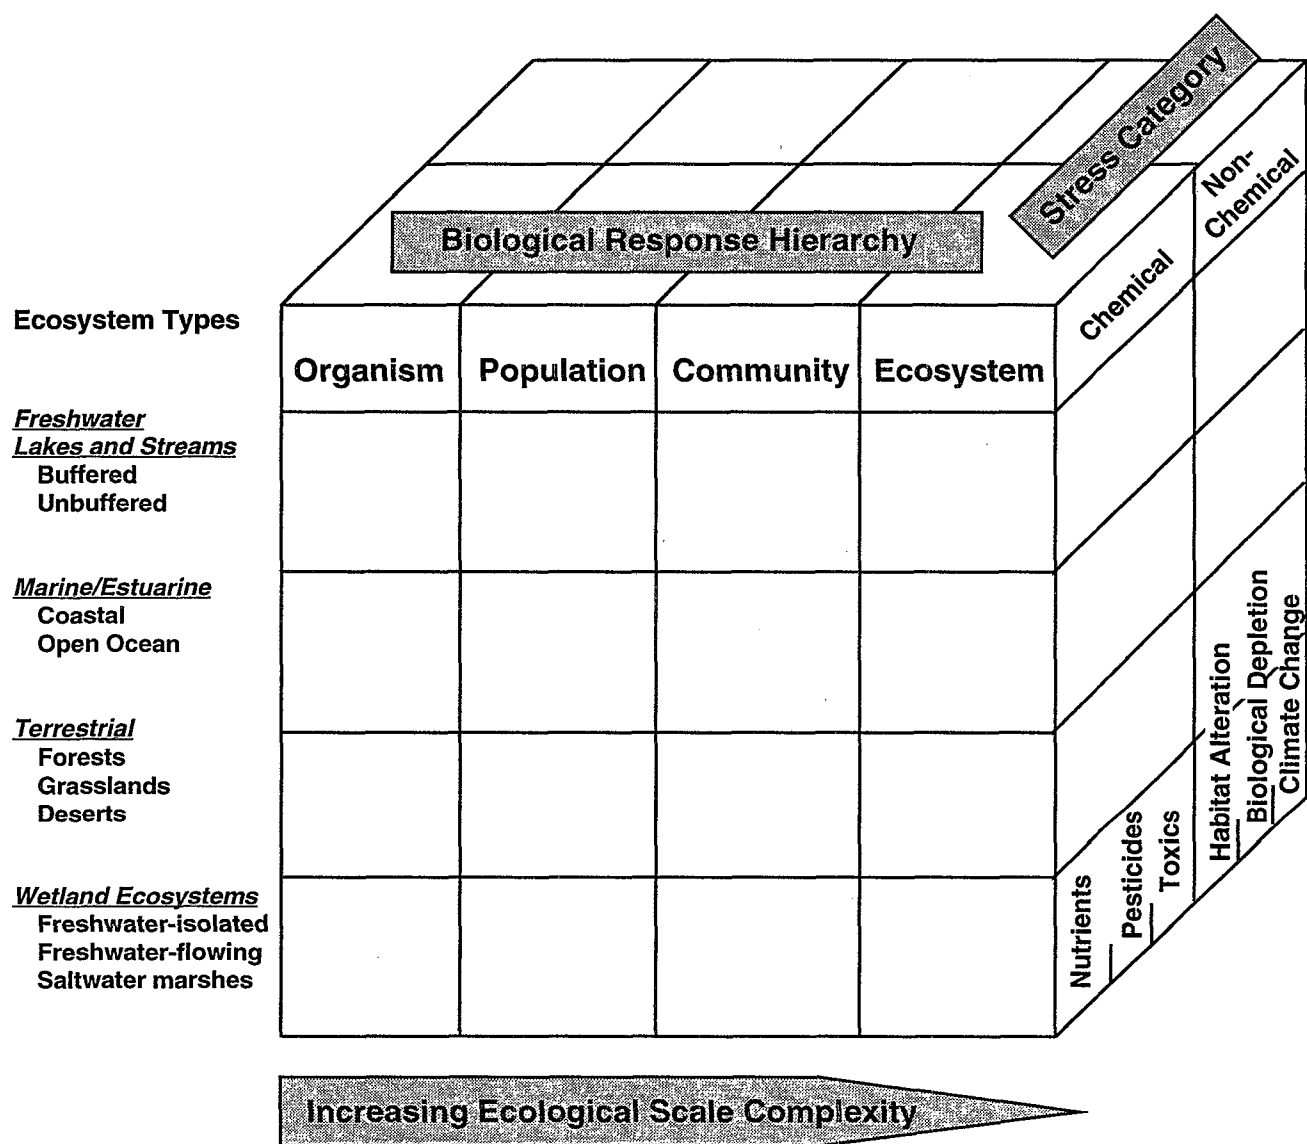 Stress Category
Non-
Chemical
Biological Response Hierarchy
Chemical
Ecosystem Types
Organism
Population
Community
Ecosystem
Freshwater
Lakes and Streams
Buffered
Unbuffered
Marine/Estuarine
Coastal
Open Ocean
Terrestrial
Forests
Grasslands
Deserts
Wetland Ecosystems
Freshwater-isolated
Freshwater-flowing
Saltwater marshes
Nutrients
Pesticides
Toxics
Habitat Alteration
Biological Depletion
Climate Change
Increasing Ecological Scale Complexity